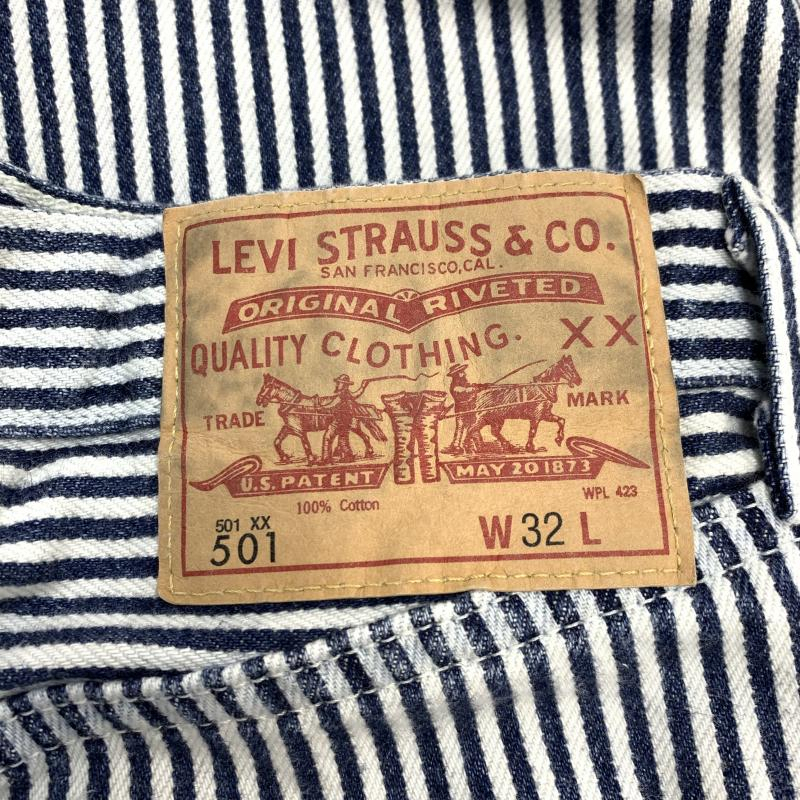 LEVI STRAUSS & CO.
SAN FRANCISCO, CAL.
ORIGINAL RIVETED
QUALITY CLOTHING. XX
TRADE MARK
U.S. PATENT MAY 20 1873
100% Cotton WPL 423
501 XX
501 W 32 L